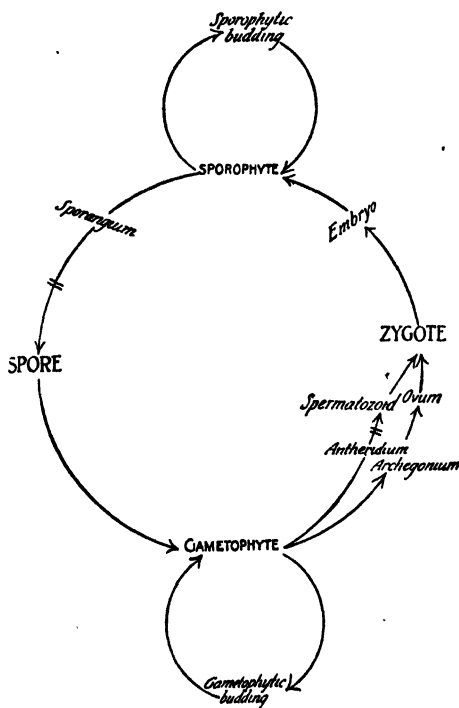 Sporophytic
budding
SPOROPHYTE
Sporangium
Embryo
ZYGOTE
SPORE
Spermatozoid Ovum
Antheridium
Archegonium
GAMETOPHYTE
Gametophytic
budding